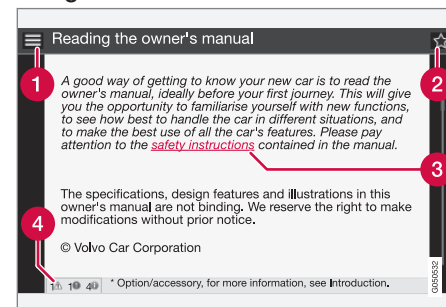 Reading the owner's manual
1
2
A good way of getting to know your new car is to read the
owner's manual, ideally before your first journey. This will give
you the opportunity to familiarise yourself with new functions,
to see how best to handle the car in different situations, and
to make the best use of all the car's features. Please pay
attention to the safety instructions contained in the manual.
3
The specifications, design features and illustrations in this
owner's manual are not binding. We reserve the right to make
modifications without prior notice.
4
© Volvo Car Corporation
1 1 4 * Option/accessory, for more information, see Introduction.
G050532